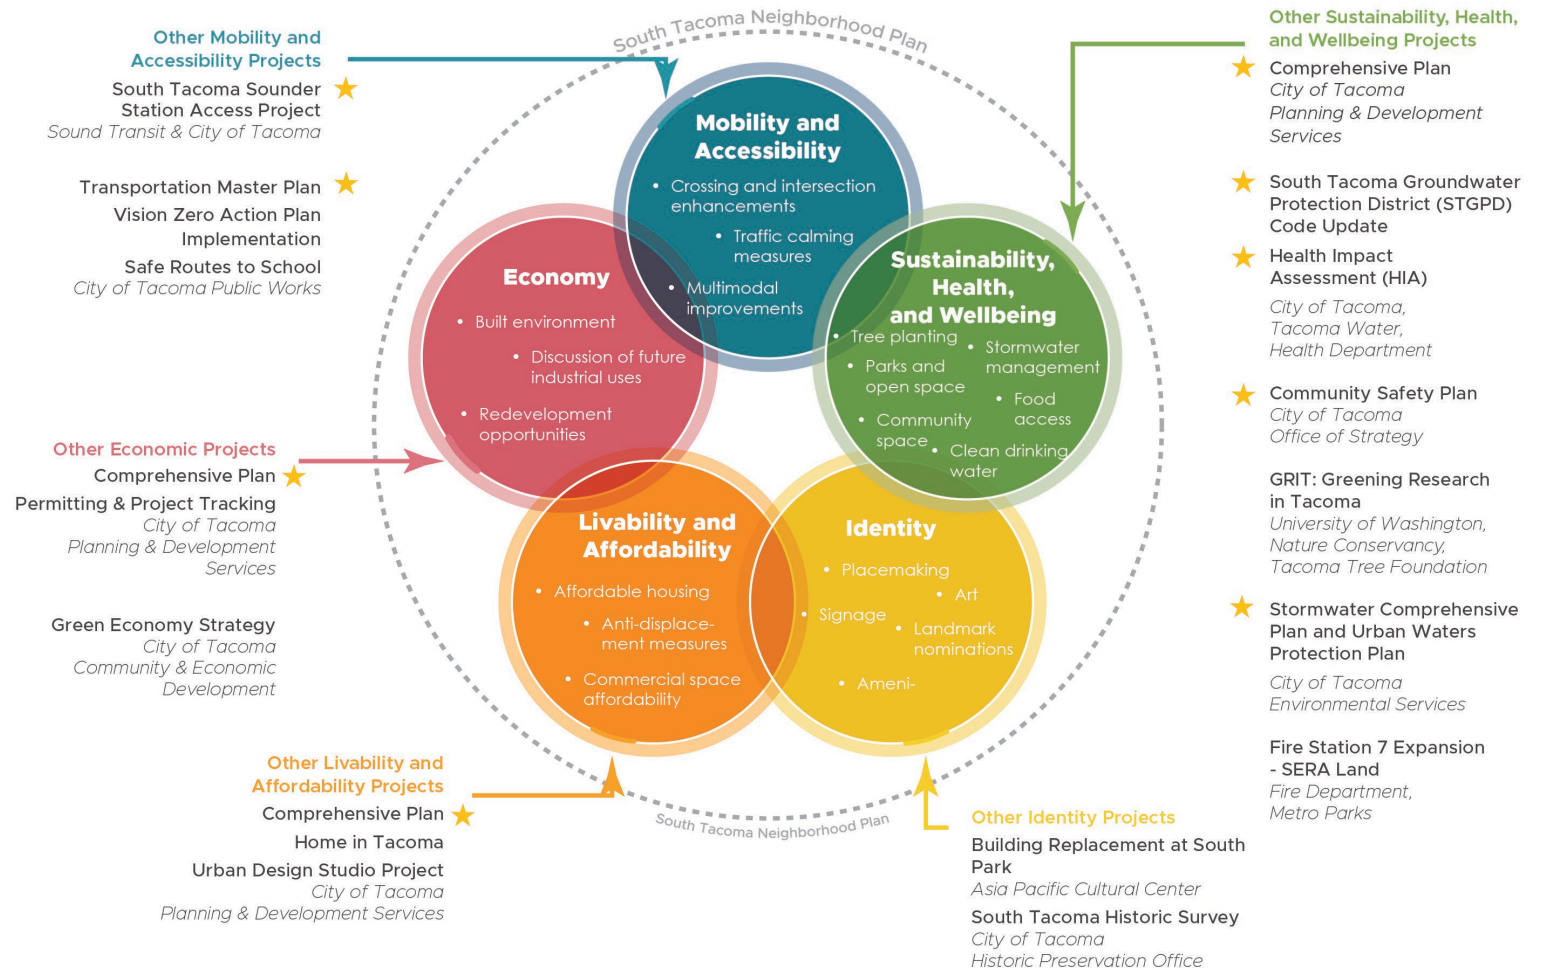 South Tacoma Neighborhood Plan
Other Mobility and
Accessibility Projects
South Tacoma Sounder
Station Access Project
Sound Transit & City of Tacoma
Transportation Master Plan
Vision Zero Action Plan
Implementation
Safe Routes to School
City of Tacoma Public Works
Other Economic Projects
Comprehensive Plan
Permitting & Project Tracking
City of Tacoma
Planning & Development
Services
Green Economy Strategy
City of Tacoma
Community & Economic
Development
Other Livability and
Affordability Projects
Comprehensive Plan
Home in Tacoma
Urban Design Studio Project
City of Tacoma
Planning & Development Services
Mobility and
Accessibility
• Crossing and intersection
enhancements
• Traffic calming
measures
• Multimodal
improvements
Economy
• Built environment
• Discussion of future
industrial uses
• Redevelopment
opportunities
Sustainability,
Health,
and Wellbeing
• Tree planting
• Stormwater
management
• Parks and
open space
• Food
access
• Community
space
• Clean drinking
water
Livability and
Affordability
• Affordable housing
• Anti-displace-
ment measures
• Commercial space
affordability
Identity
• Placemaking
• Art
• Signage
• Landmark
nominations
• Ameni-
South Tacoma Neighborhood Plan
Other Sustainability, Health,
and Wellbeing Projects
Comprehensive Plan
City of Tacoma
Planning & Development
Services
South Tacoma Groundwater
Protection District (STGPD)
Code Update
Health Impact
Assessment (HIA)
City of Tacoma,
Tacoma Water,
Health Department
Community Safety Plan
City of Tacoma
Office of Strategy
GRIT: Greening Research
in Tacoma
University of Washington,
Nature Conservancy,
Tacoma Tree Foundation
Stormwater Comprehensive
Plan and Urban Waters
Protection Plan
City of Tacoma
Environmental Services
Fire Station 7 Expansion
- SERA Land
Fire Department,
Metro Parks
Other Identity Projects
Building Replacement at South
Park
Asia Pacific Cultural Center
South Tacoma Historic Survey
City of Tacoma
Historic Preservation Office